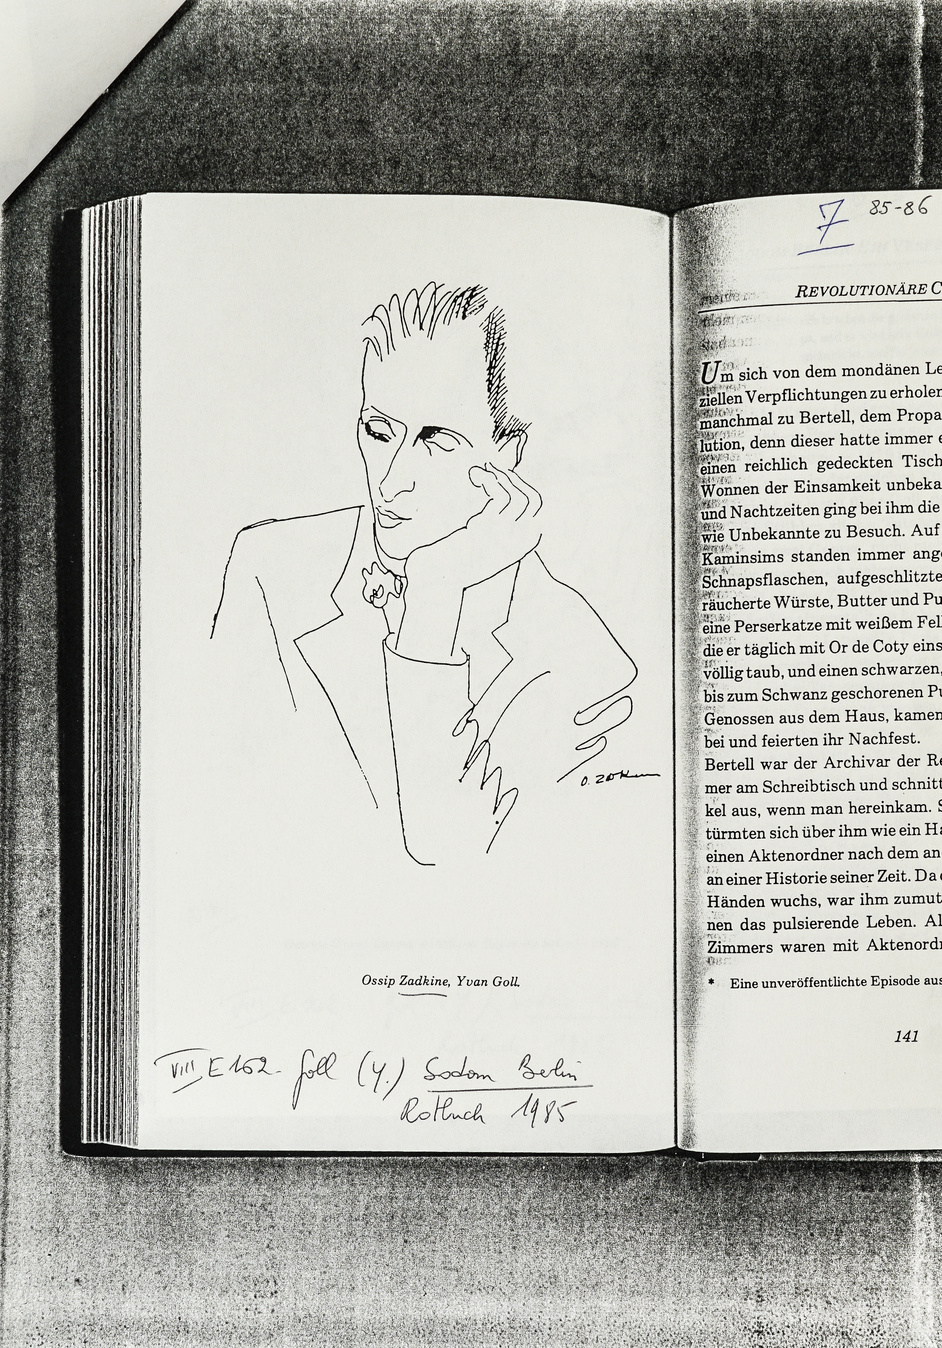 O. Zadkine
Ossip Zadkine, Yvan Goll.
VIII E 162. Goll (Y.) Sodom Berlin
Rotbuch 1985
7 85-86
REVOLUTIONÄRE C
Um sich von dem mondänen Le
ziellen Verpflichtungen zu erholen
manchmal zu Bertell, dem Propa
lution, denn dieser hatte immer e
einen reichlich gedeckten Tisch
Wonnen der Einsamkeit unbeka
und Nachtzeiten ging bei ihm die
wie Unbekannte zu Besuch. Auf
Kaminsims standen immer ange
Schnapsflaschen, aufgeschlitzte
räucherte Würste, Butter und Pu
eine Perserkatze mit weißem Fell
die er täglich mit Or de Coty eins
völlig taub, und einen schwarzen,
bis zum Schwanz geschorenen Pu
Genossen aus dem Haus, kamen
bei und feierten ihr Nachfest.
Bertell war der Archivar der Re
mer am Schreibtisch und schnitt
kel aus, wenn man hereinkam. S
türmten sich über ihm wie ein Ha
einen Aktenordner nach dem an
an einer Historie seiner Zeit. Da
Händen wuchs, war ihm zumut
nen das pulsierende Leben. Al
Zimmers waren mit Aktenordn
* Eine unveröffentlichte Episode aus
141